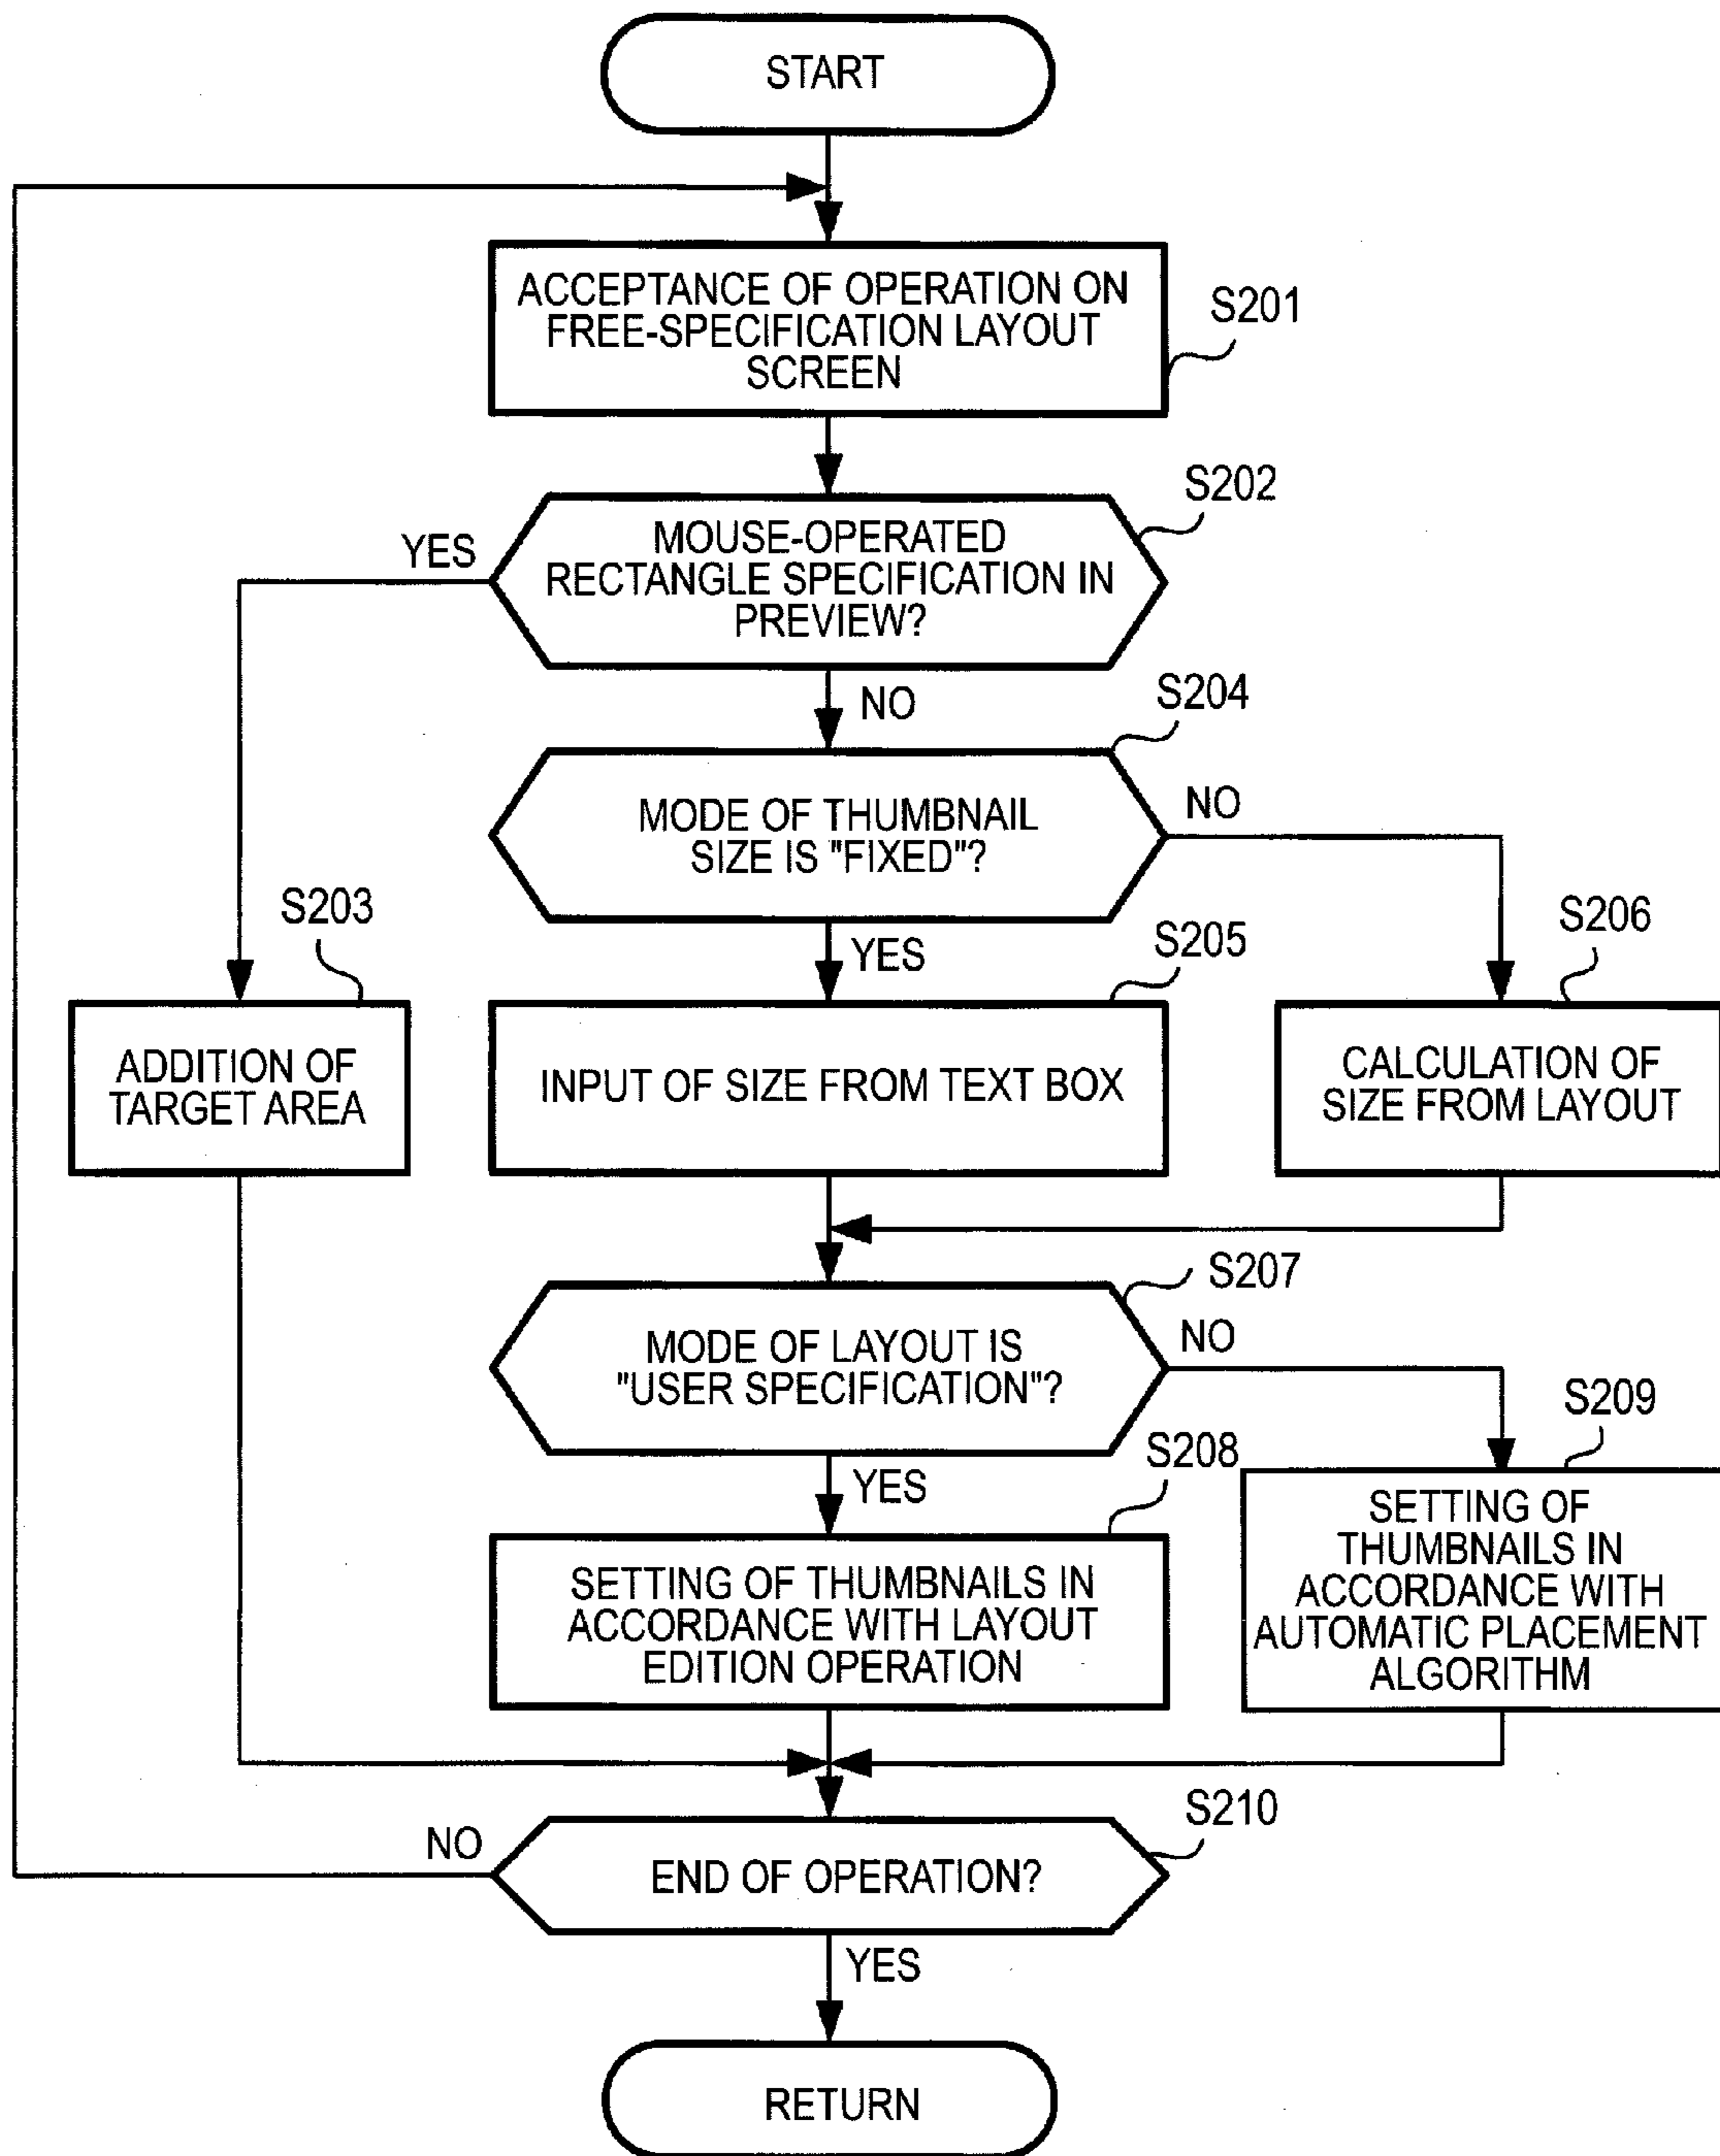 START
ACCEPTANCE OF OPERATION ON
FREE-SPECIFICATION LAYOUT
SCREEN
S201
S202
YES
MOUSE-OPERATED
RECTANGLE SPECIFICATION IN
PREVIEW?
NO
S204
MODE OF THUMBNAIL
SIZE IS "FIXED"?
NO
S203
YES
S205
S206
ADDITION OF
TARGET AREA
INPUT OF SIZE FROM TEXT BOX
CALCULATION OF
SIZE FROM LAYOUT
S207
MODE OF LAYOUT IS
"USER SPECIFICATION"?
NO
S209
YES
S208
SETTING OF THUMBNAILS IN
ACCORDANCE WITH LAYOUT
EDITION OPERATION
SETTING OF
THUMBNAILS IN
ACCORDANCE WITH
AUTOMATIC PLACEMENT
ALGORITHM
S210
NO
END OF OPERATION?
YES
RETURN